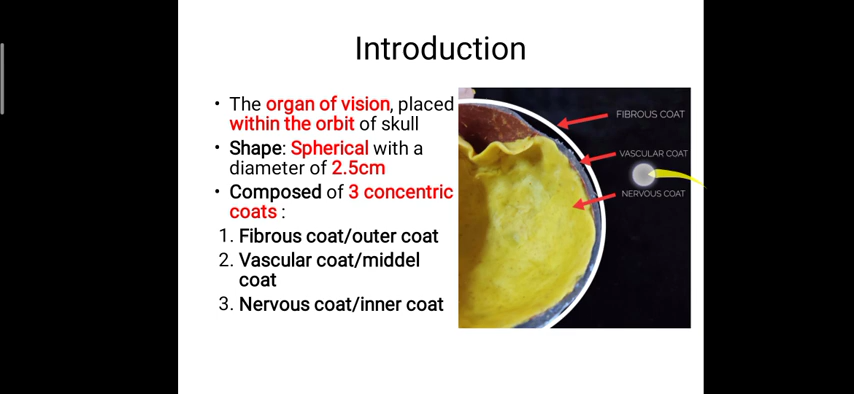 Introduction
• The organ of vision, placed
within the orbit of skull
• Shape: Spherical with a
diameter of 2.5cm
• Composed of 3 concentric
coats :
1. Fibrous coat/outer coat
2. Vascular coat/middel
coat
3. Nervous coat/inner coat
FIBROUS COAT
VASCULAR COAT
NERVOUS COAT